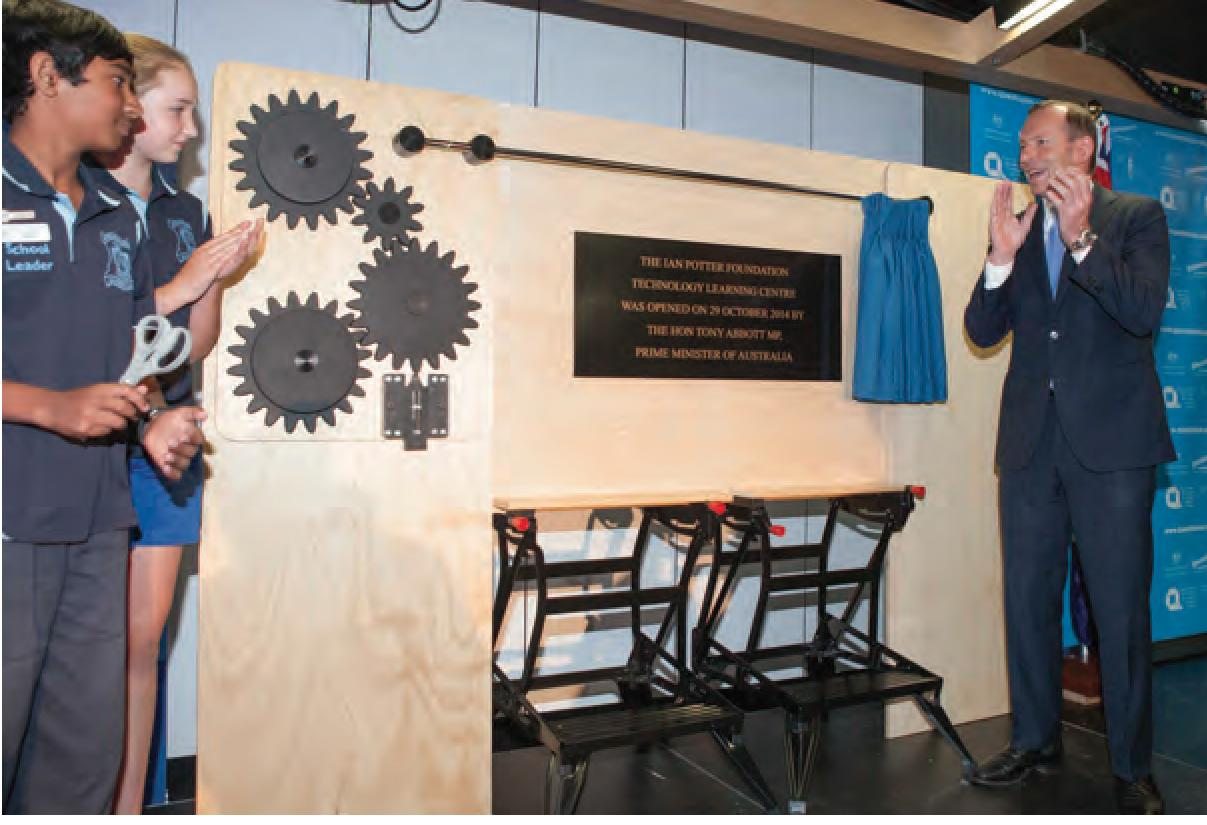 School
Leader
THE IAN POTTER FOUNDATION
TECHNOLOGY LEARNING CENTRE
WAS OPENED ON 29 OCTOBER 2014 BY
THE HON TONY ABBOTT MP,
PRIME MINISTER OF AUSTRALIA